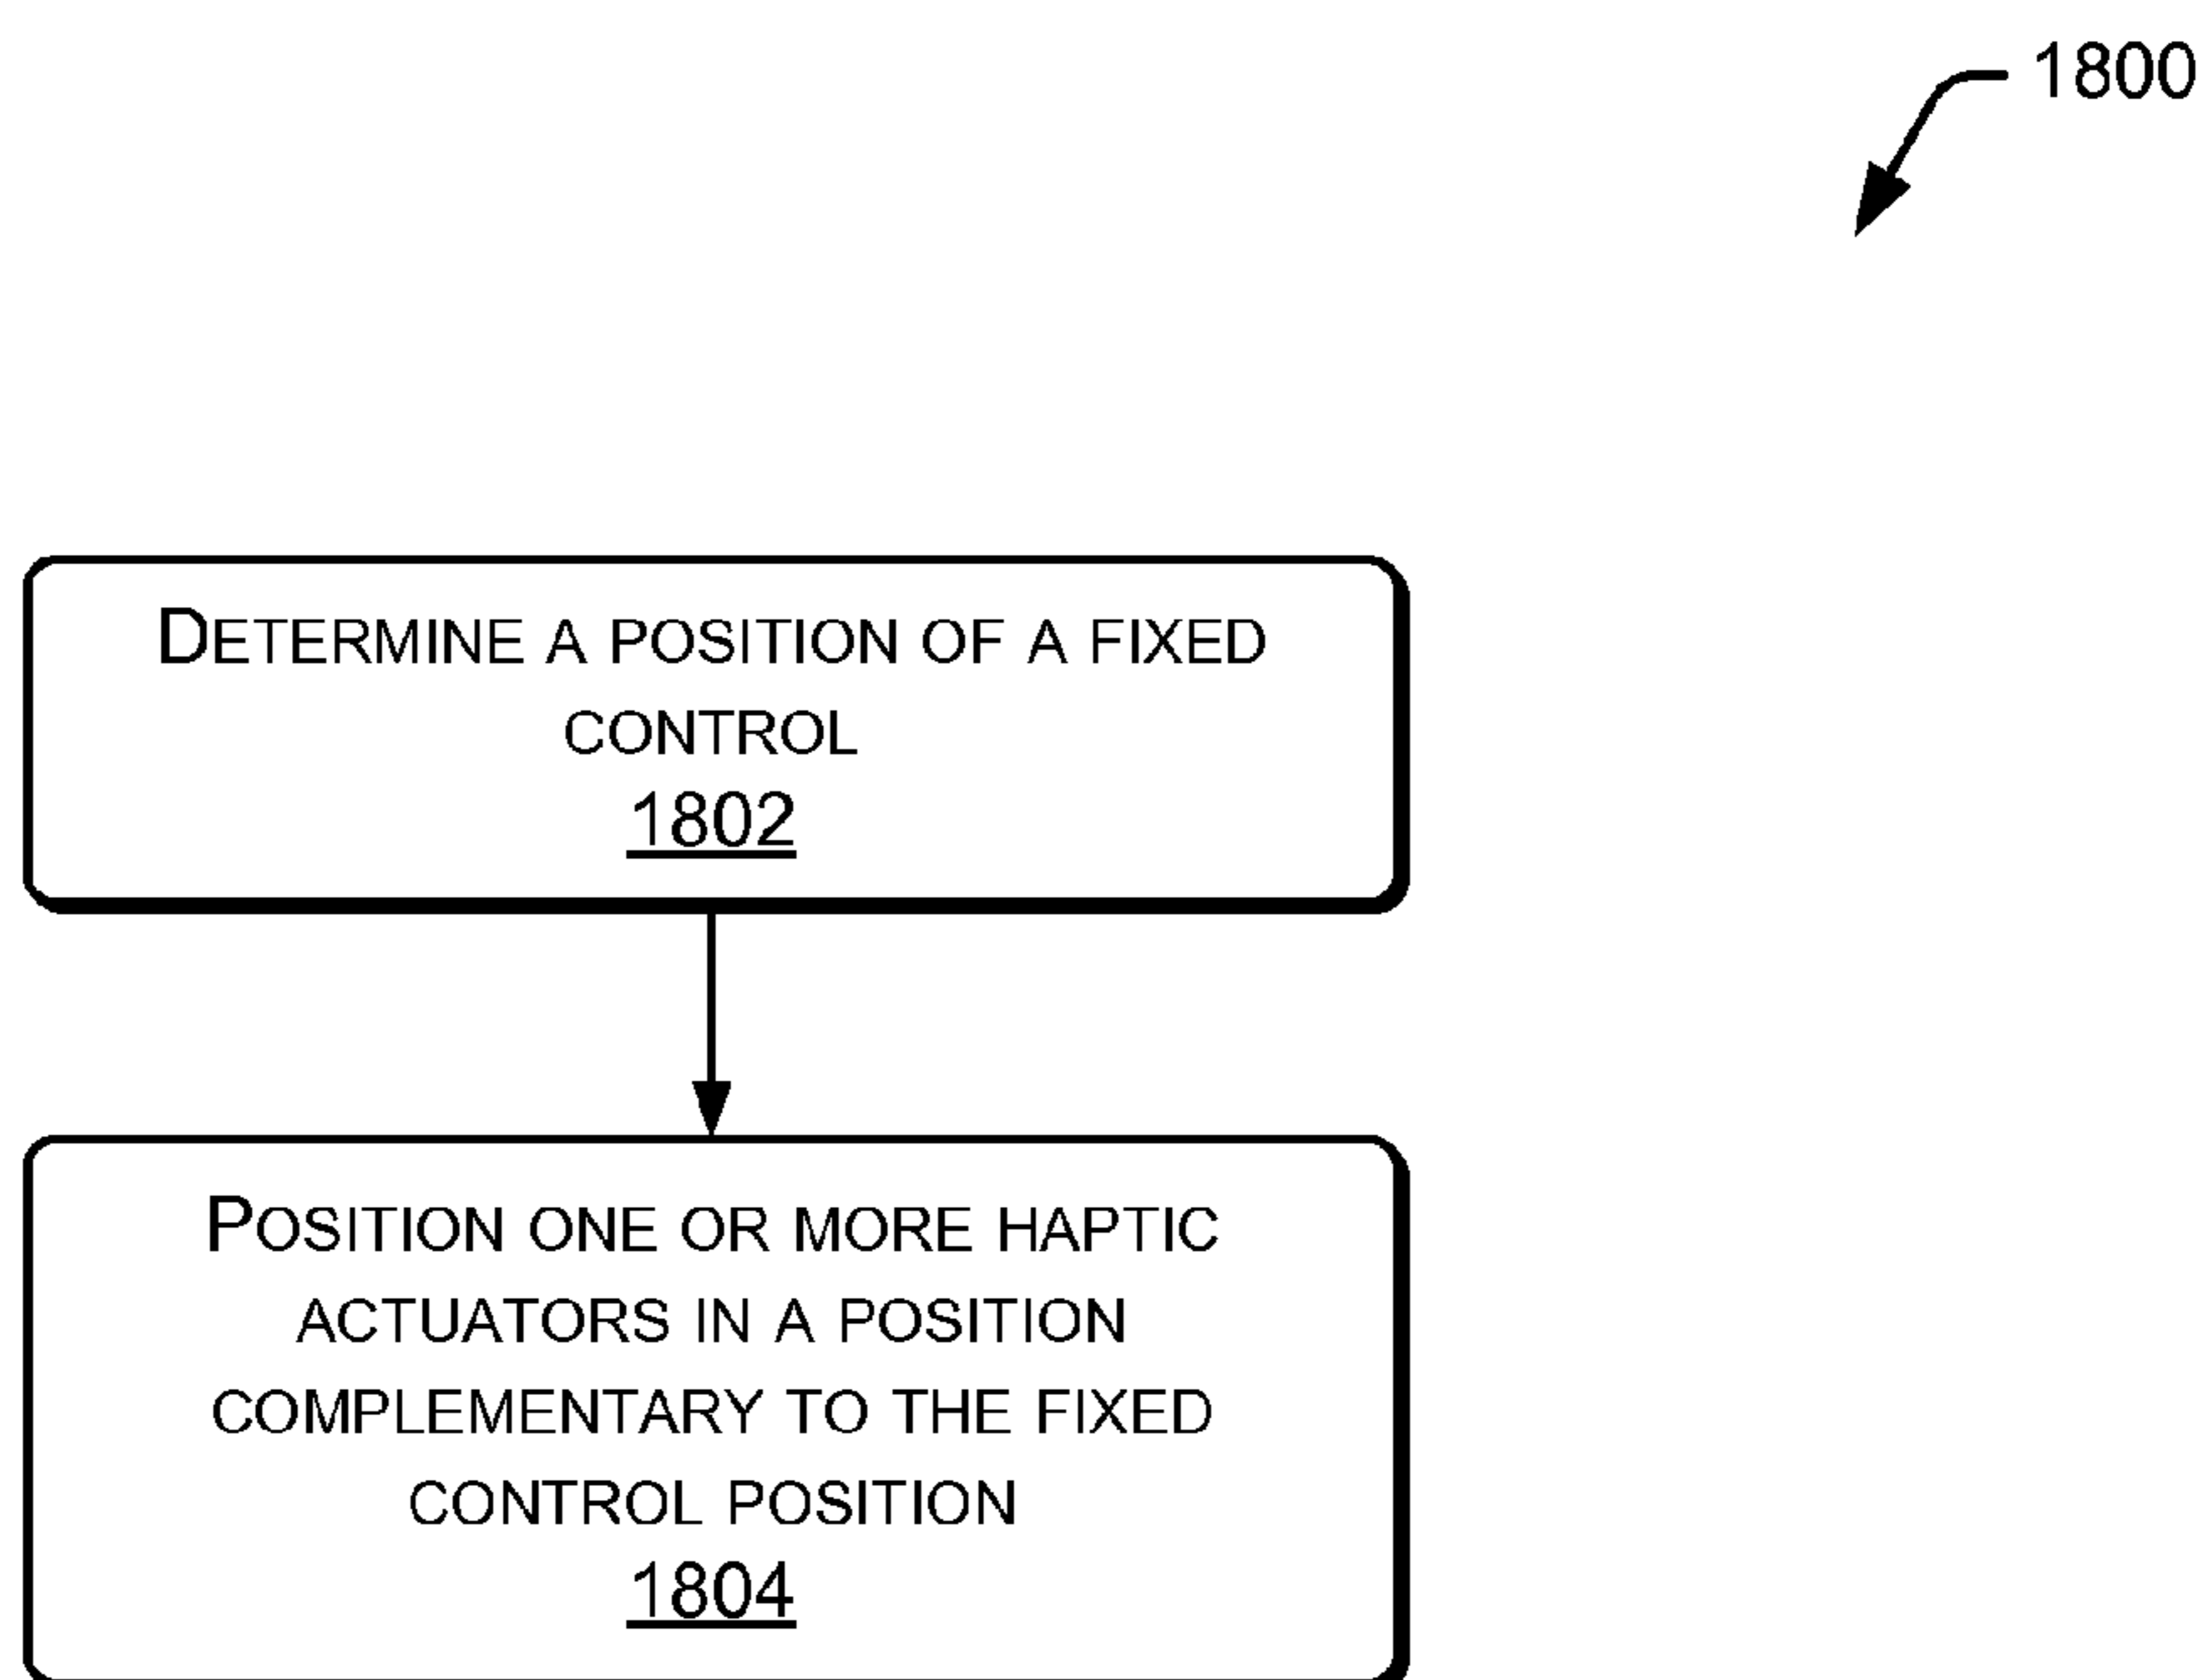 1800
DETERMINE A POSITION OF A FIXED
CONTROL
1802
POSITION ONE OR MORE HAPTIC
ACTUATORS IN A POSITION
COMPLEMENTARY TO THE FIXED
CONTROL POSITION
1804